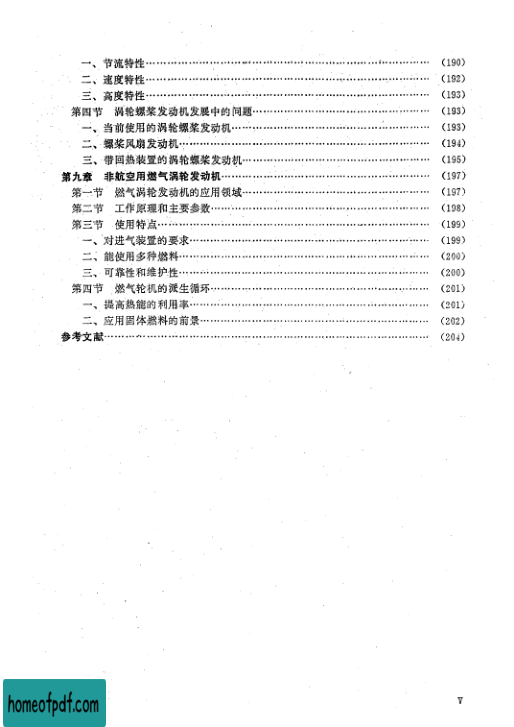 一、节流特性……(190)
二、速度特性……(192)
三、高度特性……(193)
第四节 涡轮螺桨发动机发展中的问题……(193)
一、当前使用的涡轮螺桨发动机……(193)
二、螺桨风扇发动机……(194)
三、带回热装置的涡轮螺桨发动机……(195)
第九章 非航空用燃气涡轮发动机……(197)
第一节 燃气涡轮发动机的应用领域……(197)
第二节 工作原理和主要参数……(198)
第三节 使用特点……(199)
一、对进气装置的要求……(199)
二、能使用多种燃料……(200)
三、可靠性和维护性……(200)
第四节 燃气轮机的派生循环……(201)
一、提高热能的利用率……(201)
二、应用固体燃料的前景……(202)
参考文献……(204)
V
homeofpdf.com